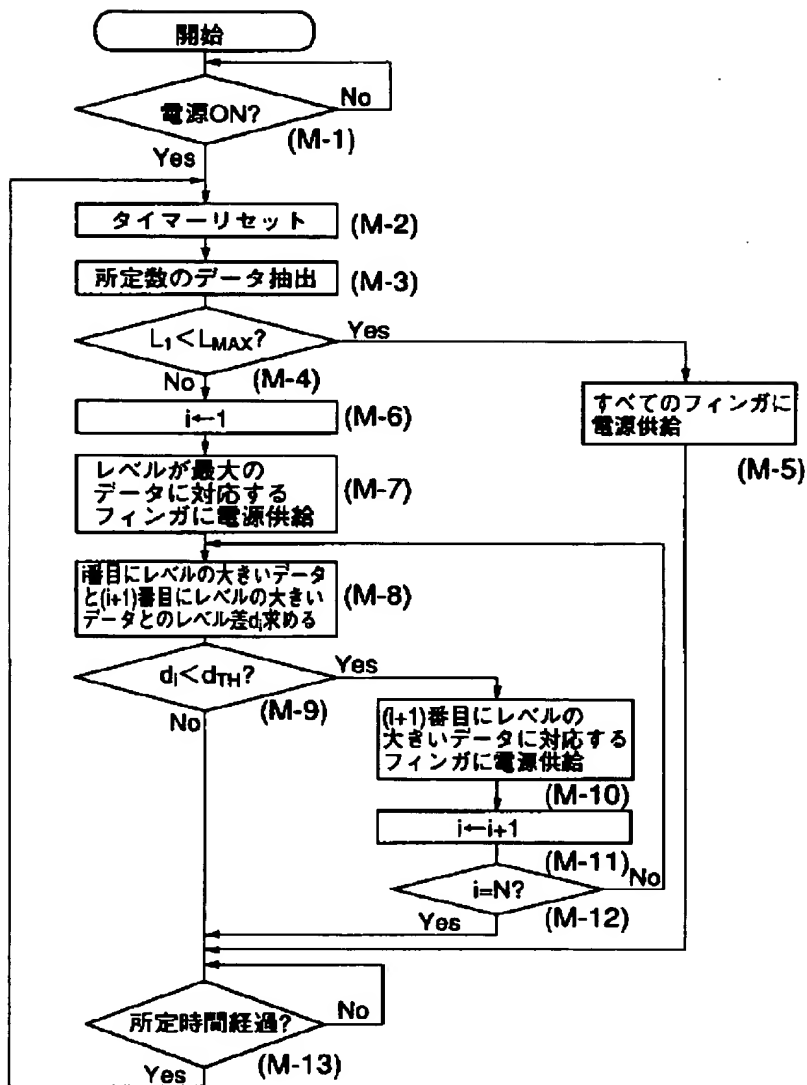 開始
電源ON?
No
(M-1)
Yes
タイマーリセット
(M-2)
所定数のデータ抽出
(M-3)
L₁<L_MAX?
Yes
No
(M-4)
すべてのフィンガに
電源供給
(M-5)
i←1
(M-6)
レベルが最大の
データに対応する
フィンガに電源供給
(M-7)
i番目にレベルの大きいデータ
と(i+1)番目にレベルの大きい
データとのレベル差dᵢ求める
(M-8)
dᵢ<d_TH?
Yes
No
(M-9)
(i+1)番目にレベルの
大きいデータに対応する
フィンガに電源供給
(M-10)
i←i+1
(M-11)
No
i=N?
Yes
(M-12)
所定時間経過?
No
(M-13)
Yes